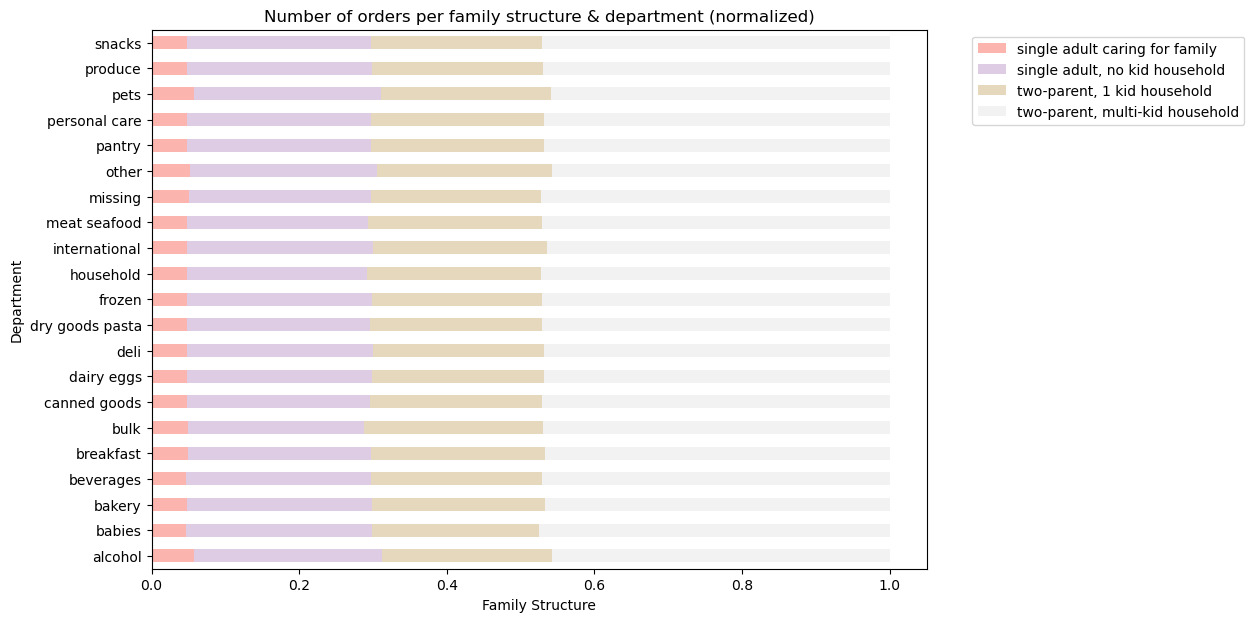 Number of orders per family structure & department (normalized)
snacks
produce
pets
personal care
pantry
other
missing
meat seafood
international
household
frozen
dry goods pasta
deli
dairy eggs
canned goods
bulk
breakfast
beverages
bakery
babies
alcohol
Department
0.0 0.2 0.4 0.6 0.8 1.0
Family Structure
single adult caring for family
single adult, no kid household
two-parent, 1 kid household
two-parent, multi-kid household